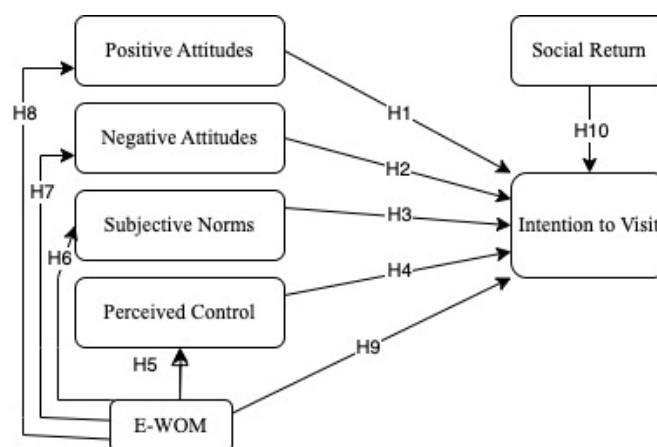 Positive Attitudes
Social Return
H8
H1
H10
Negative Attitudes
H7
H2
Subjective Norms
H3
Intention to Visit
H6
H4
Perceived Control
H5
H9
E-WOM